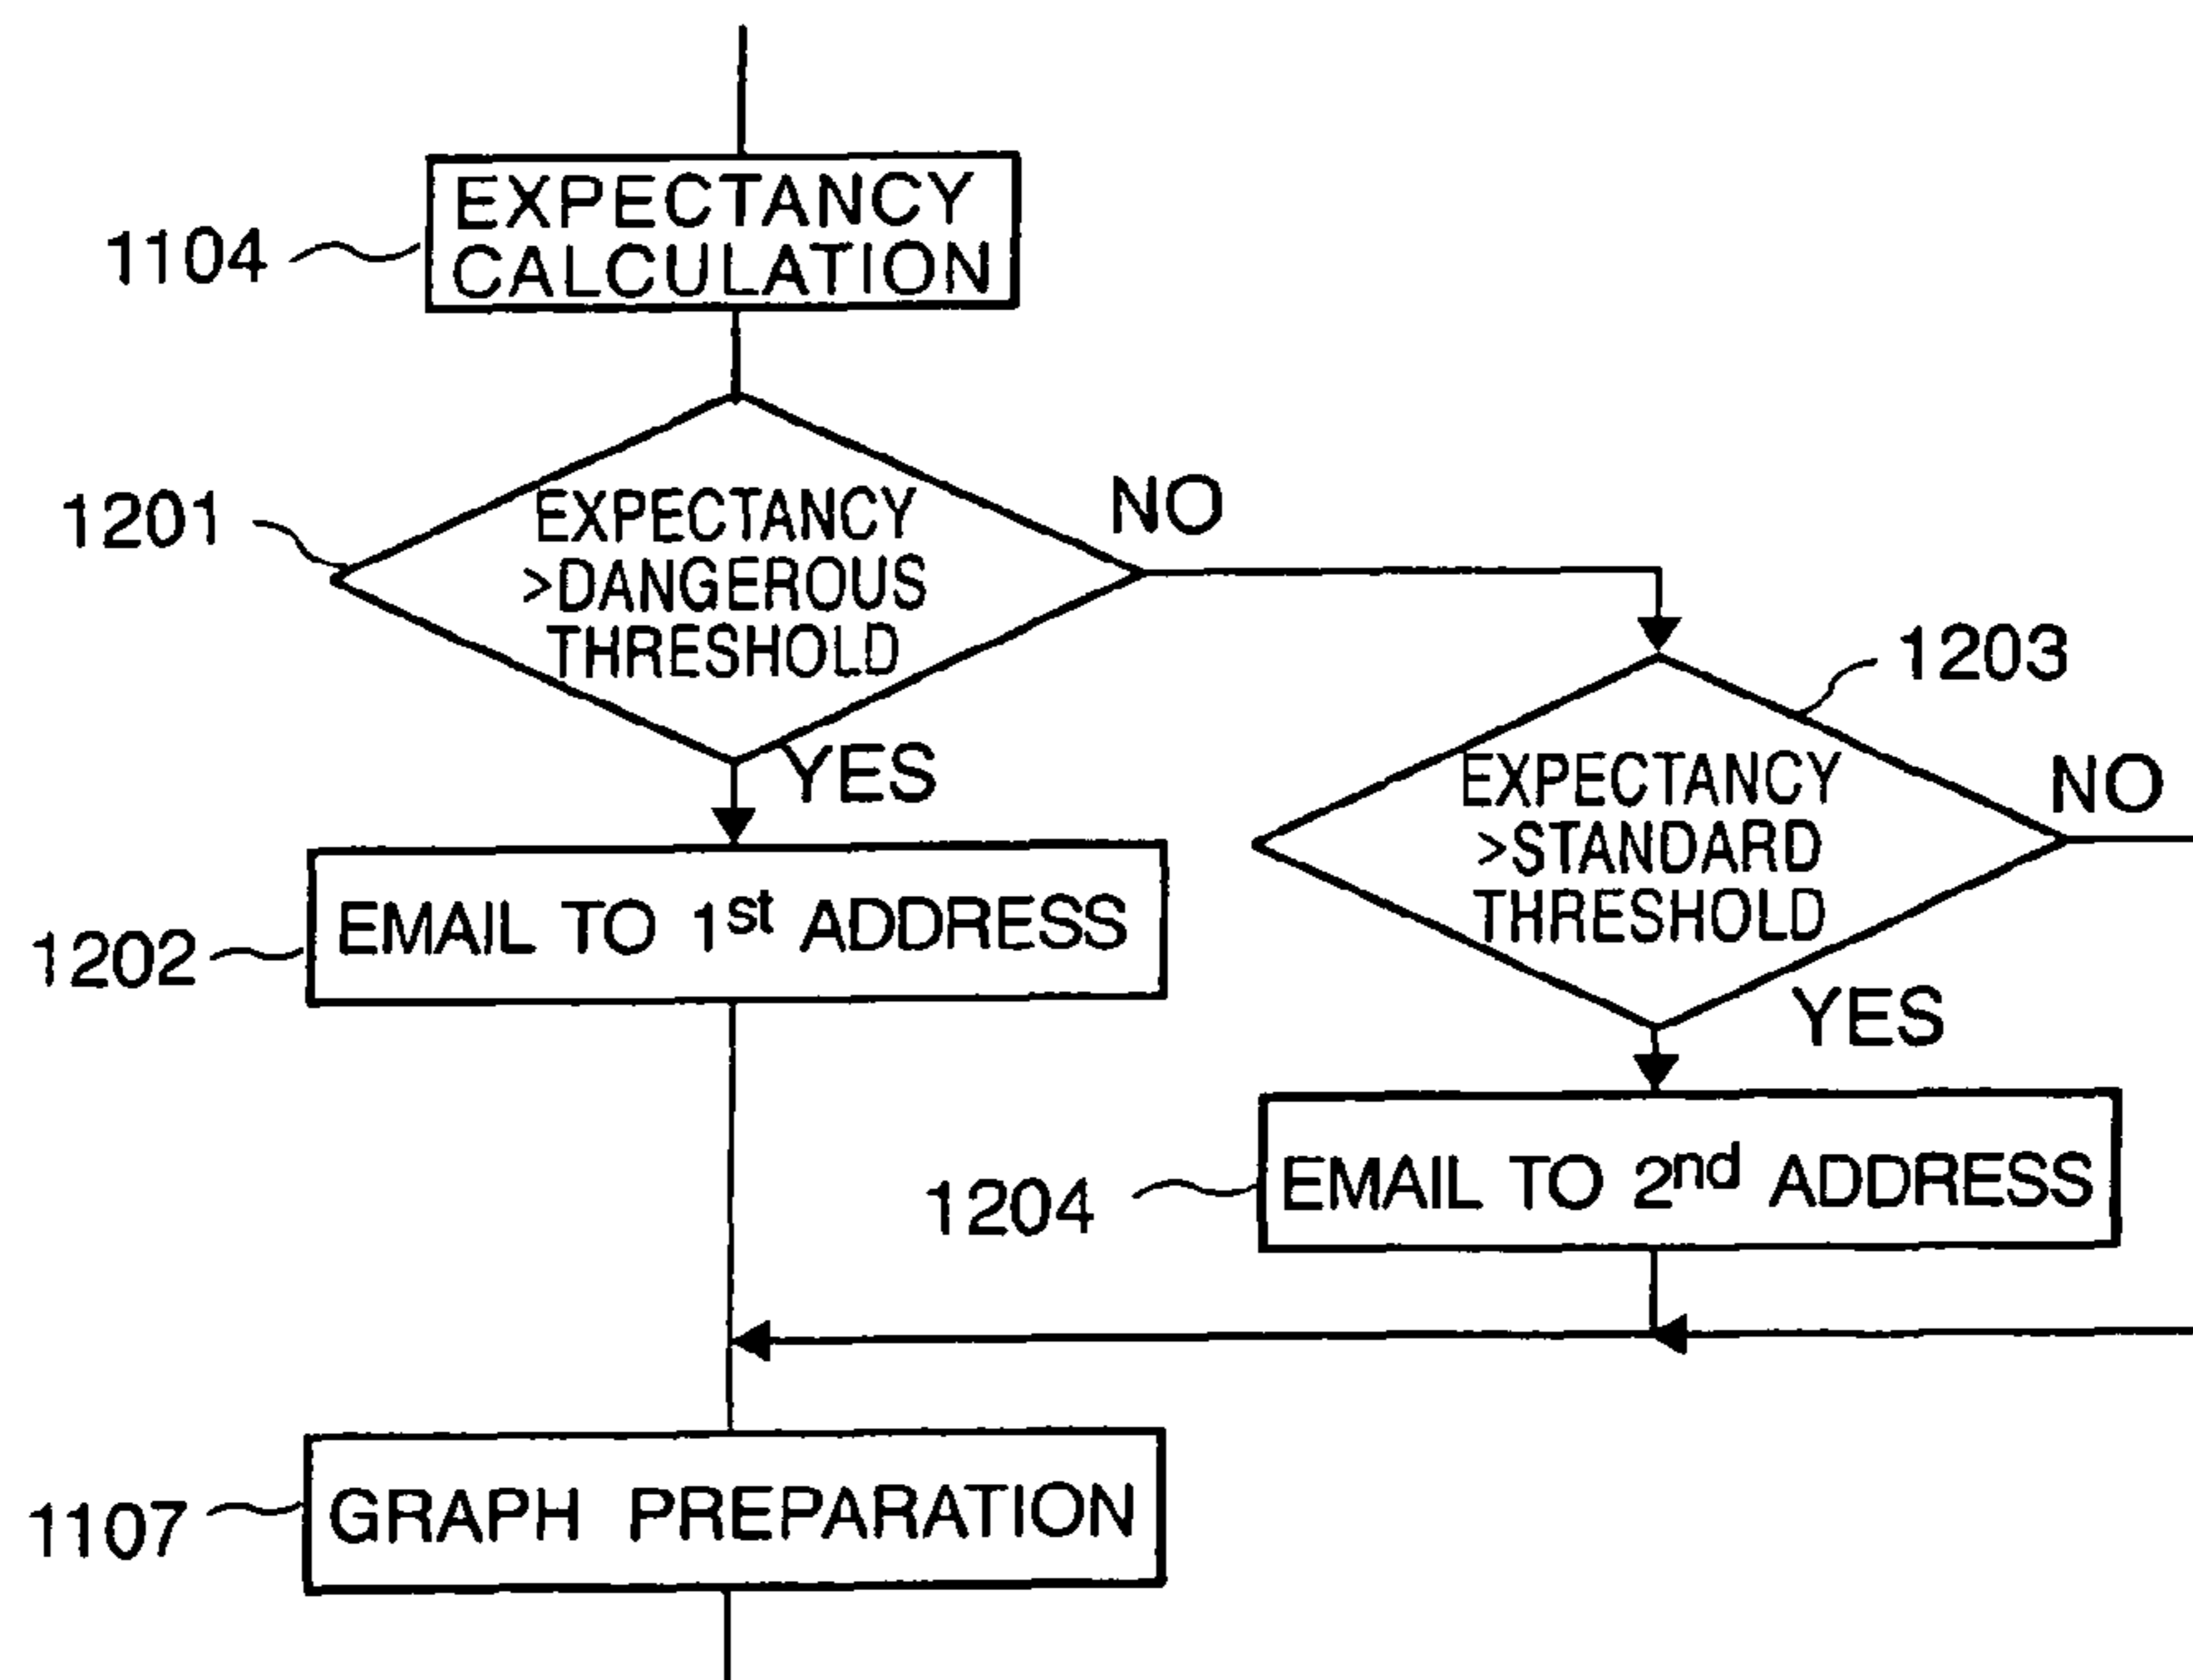 EXPECTANCY
CALCULATION
1104
1201
EXPECTANCY
>DANGEROUS
THRESHOLD
NO
YES
1203
EXPECTANCY
>STANDARD
THRESHOLD
NO
YES
1202
EMAIL TO 1st ADDRESS
1204
EMAIL TO 2nd ADDRESS
1107
GRAPH PREPARATION